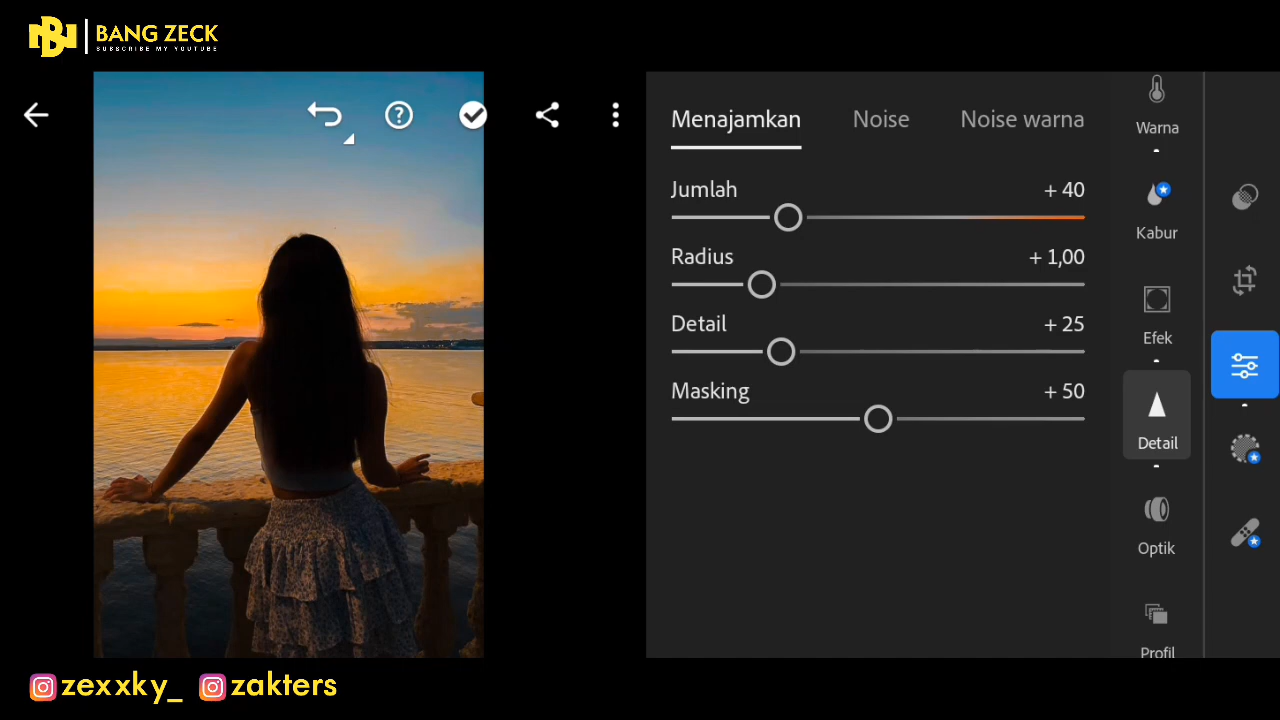 BANG ZECK
SUBSCRIBE MY YOUTUBE
Menajamkan
Noise
Noise warna
Jumlah
+ 40
Radius
+ 1,00
Detail
+ 25
Masking
+ 50
Warna
Kabur
Efek
Detail
Optik
Profil
zexxky_
zakters